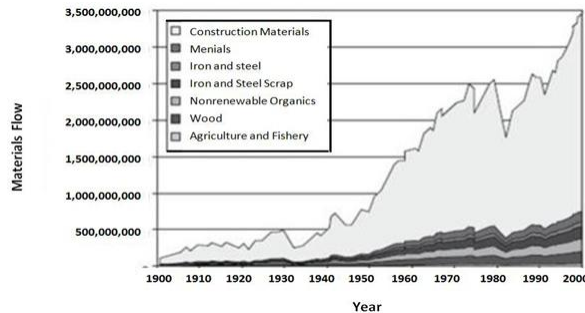 3,500,000,000
3,000,000,000
2,500,000,000
2,000,000,000
1,500,000,000
1,000,000,000
500,000,000
-
Materials Flow
Construction Materials
Menials
Iron and steel
Iron and Steel Scrap
Nonrenewable Organics
Wood
Agriculture and Fishery
1900 1910 1920 1930 1940 1950 1960 1970 1980 1990 2000
Year